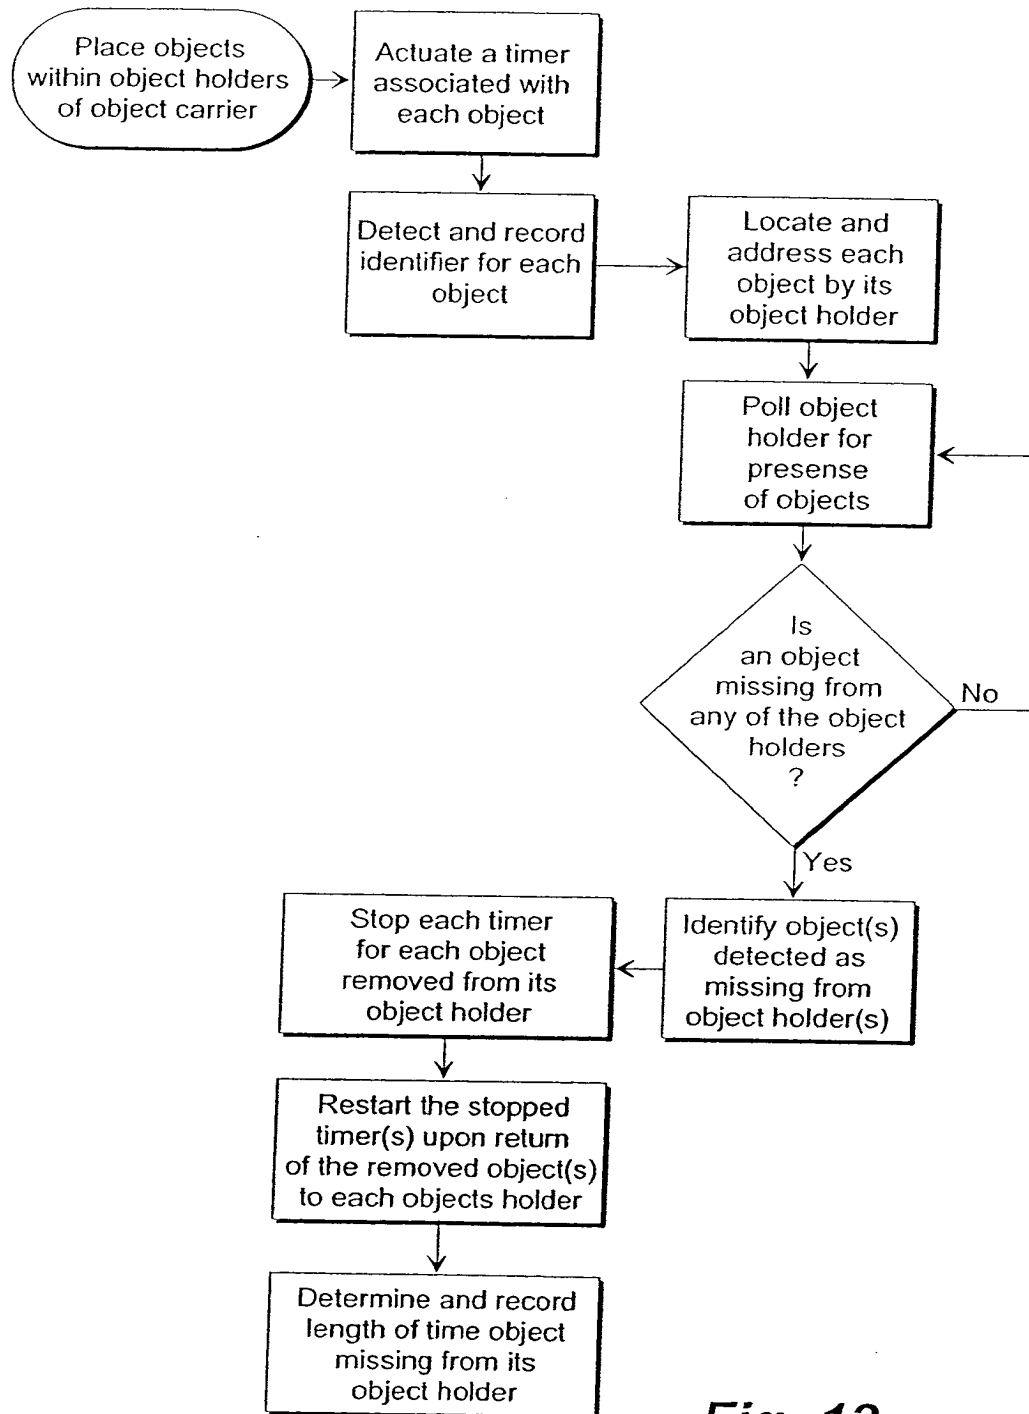 Place objects
within object holders
of object carrier
Actuate a timer
associated with
each object
Detect and record
identifier for each
object
Locate and
address each
object by its
object holder
Poll object
holder for
presense
of objects
Is
an object
missing from
any of the object
holders
?
No
Yes
Identify object(s)
detected as
missing from
object holder(s)
Stop each timer
for each object
removed from its
object holder
Restart the stopped
timer(s) upon return
of the removed object(s)
to each objects holder
Determine and record
length of time object
missing from its
object holder